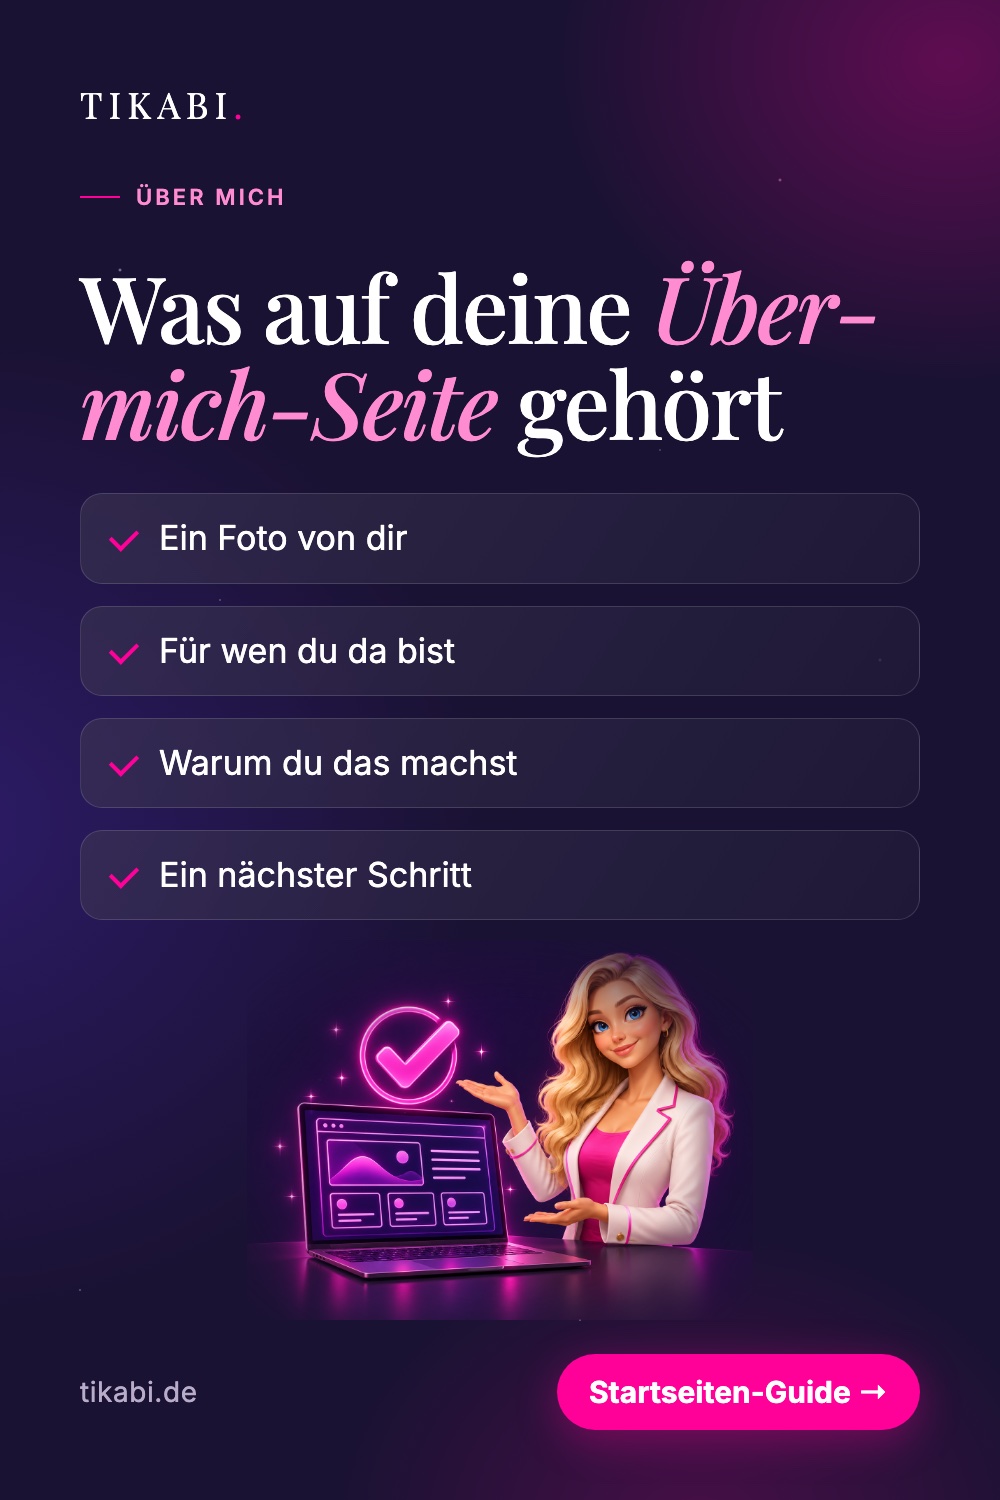 TIKABI.
ÜBER MICH
Was auf deine Über-
mich-Seite gehört
Ein Foto von dir
Für wen du da bist
Warum du das machst
Ein nächster Schritt
tikabi.de
Startseiten-Guide →